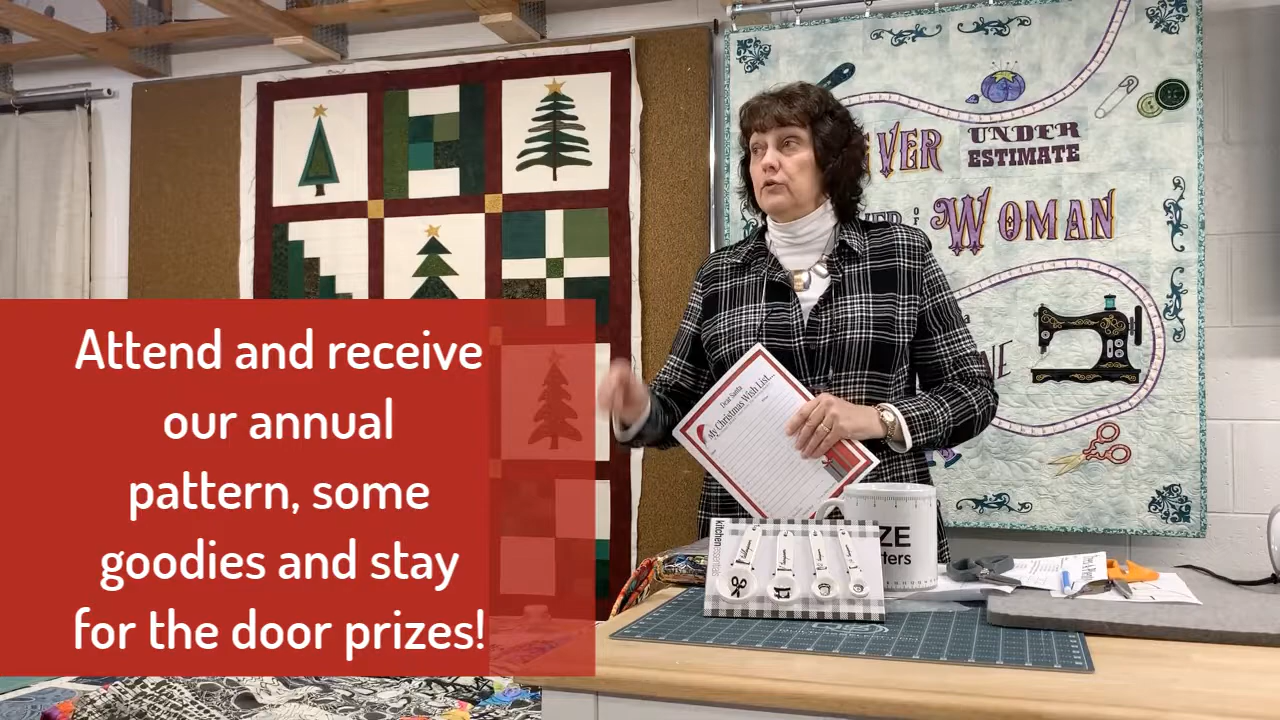 Attend and receive
our annual
pattern, some
goodies and stay
for the door prizes!
UNDER
ESTIMATE
OF
WOMAN
Dear Santa
My Christmas Wish List...
kitchen